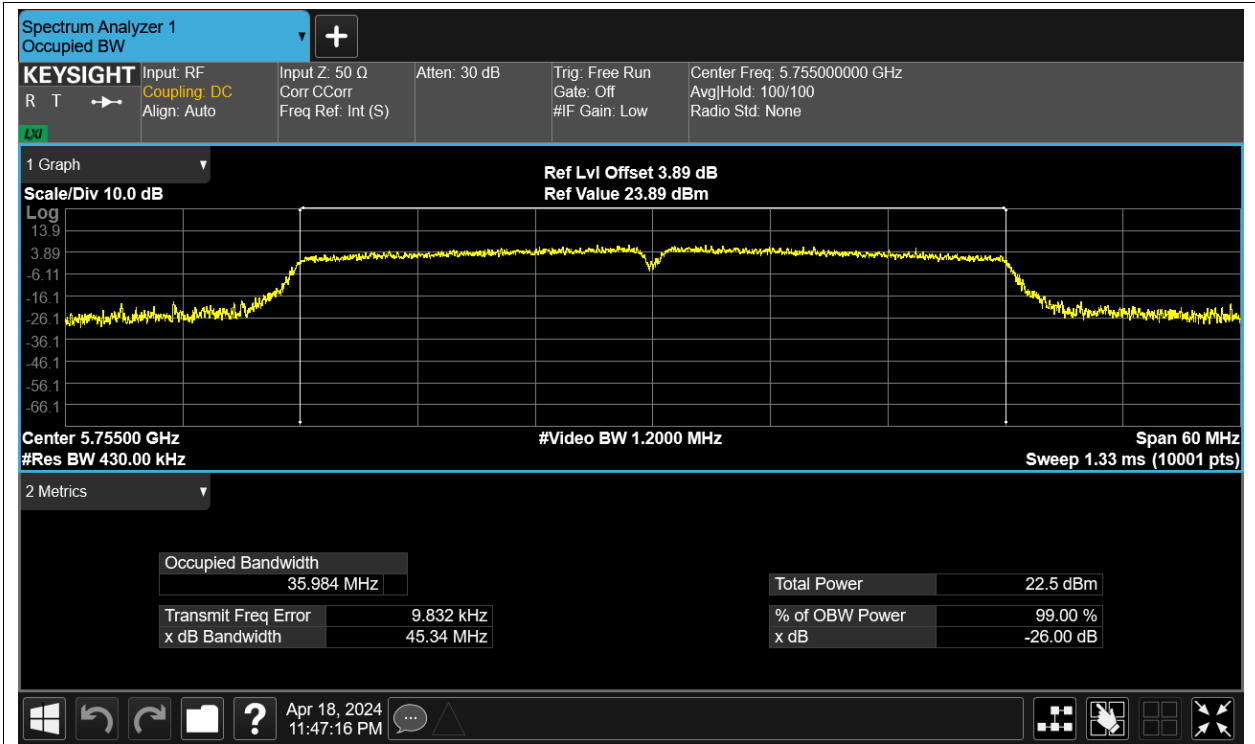 Spectrum Analyzer 1
Occupied BW
KEYSIGHT
R T
LXI
Input: RF
Coupling: DC
Align: Auto
Input Z: 50 Ω
Corr CCorr
Freq Ref: Int (S)
Atten: 30 dB
Trig: Free Run
Gate: Off
#IF Gain: Low
Center Freq: 5.755000000 GHz
Avg|Hold: 100/100
Radio Std: None
1 Graph
Scale/Div 10.0 dB
Ref Lvl Offset 3.89 dB
Ref Value 23.89 dBm
Log
13.9
3.89
-6.11
-16.1
-26.1
-36.1
-46.1
-56.1
-66.1
Center 5.75500 GHz
#Res BW 430.00 kHz
#Video BW 1.2000 MHz
Span 60 MHz
Sweep 1.33 ms (10001 pts)
2 Metrics
Occupied Bandwidth
35.984 MHz
Transmit Freq Error 9.832 kHz
x dB Bandwidth 45.34 MHz
Total Power 22.5 dBm
% of OBW Power 99.00 %
x dB -26.00 dB
Apr 18, 2024
11:47:16 PM